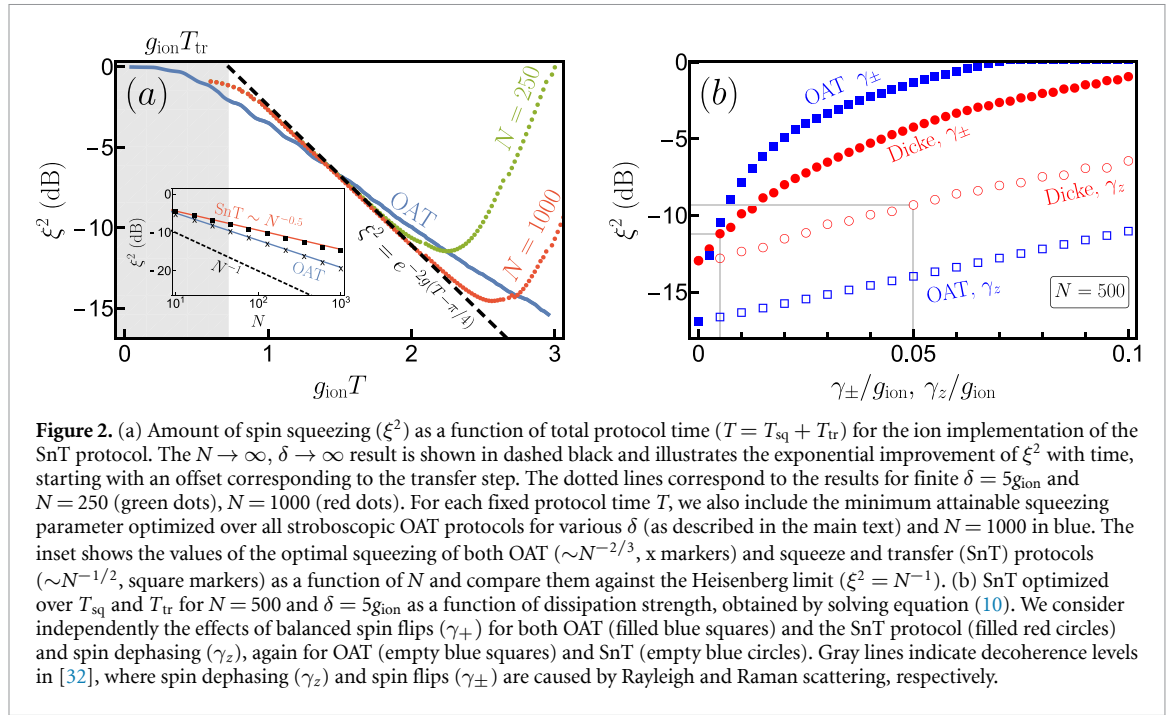 g_ion T_tr
(a)
ξ² (dB)
0
−5
−10
−15
0
1
2
3
g_ion T
OAT
N = 250
N = 1000
ξ² = e^{−2g(T−π/4)}
ξ² (dB)
0
−10
−20
10¹
10²
10³
N
SnT ∼ N^{−0.5}
OAT
N^{−1}
(b)
ξ² (dB)
0
−5
−10
−15
0
0.05
0.1
γ_±/g_ion, γ_z/g_ion
OAT γ_±
Dicke, γ_±
Dicke, γ_z
OAT, γ_z
N = 500
Figure 2. (a) Amount of spin squeezing (ξ²) as a function of total protocol time (T = T_sq + T_tr) for the ion implementation of the
SnT protocol. The N → ∞, δ → ∞ result is shown in dashed black and illustrates the exponential improvement of ξ² with time,
starting with an offset corresponding to the transfer step. The dotted lines correspond to the results for finite δ = 5g_ion and
N = 250 (green dots), N = 1000 (red dots). For each fixed protocol time T, we also include the minimum attainable squeezing
parameter optimized over all stroboscopic OAT protocols for various δ (as described in the main text) and N = 1000 in blue. The
inset shows the values of the optimal squeezing of both OAT (∼N^{−2/3}, x markers) and squeeze and transfer (SnT) protocols
(∼N^{−1/2}, square markers) as a function of N and compare them against the Heisenberg limit (ξ² = N^{−1}). (b) SnT optimized
over T_sq and T_tr for N = 500 and δ = 5g_ion as a function of dissipation strength, obtained by solving equation (10). We consider
independently the effects of balanced spin flips (γ_+) for both OAT (filled blue squares) and the SnT protocol (filled red circles)
and spin dephasing (γ_z), again for OAT (empty blue squares) and SnT (empty blue circles). Gray lines indicate decoherence levels
in [32], where spin dephasing (γ_z) and spin flips (γ_±) are caused by Rayleigh and Raman scattering, respectively.